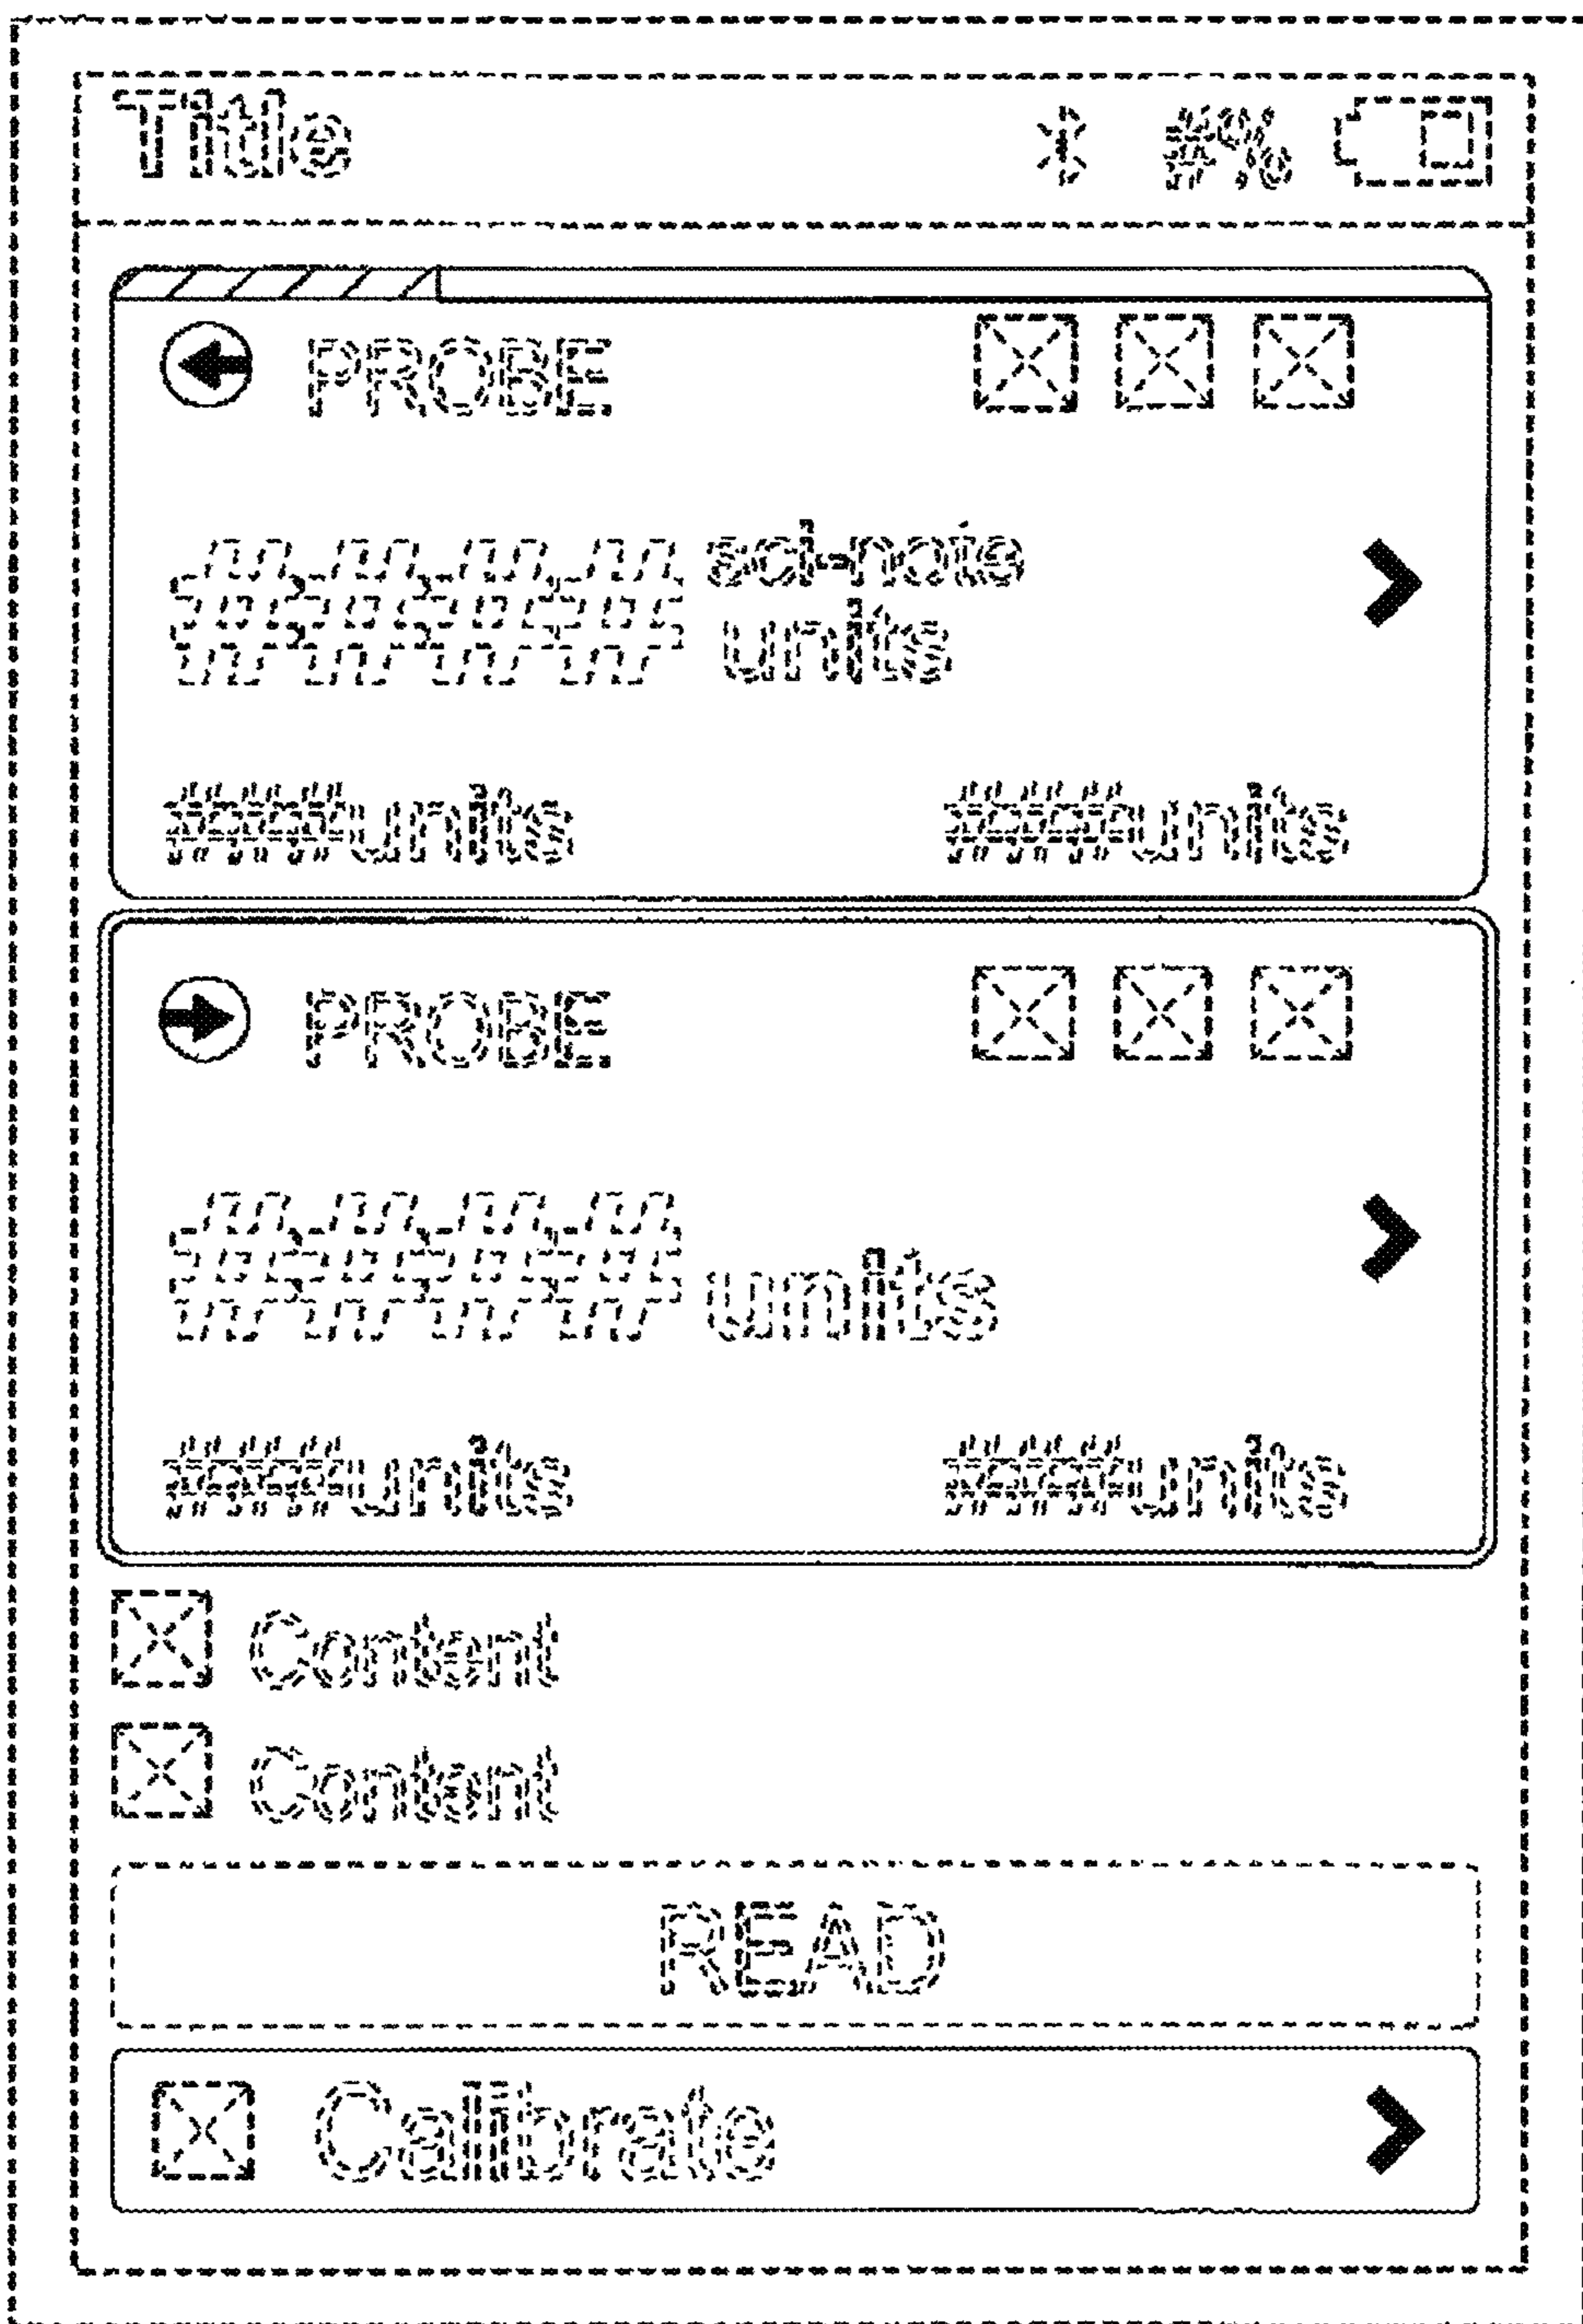 Title #%
PROBE
#### sci-note
units
####units ####units
PROBE
#### units
####units ####units
Content
Content
READ
Calibrate